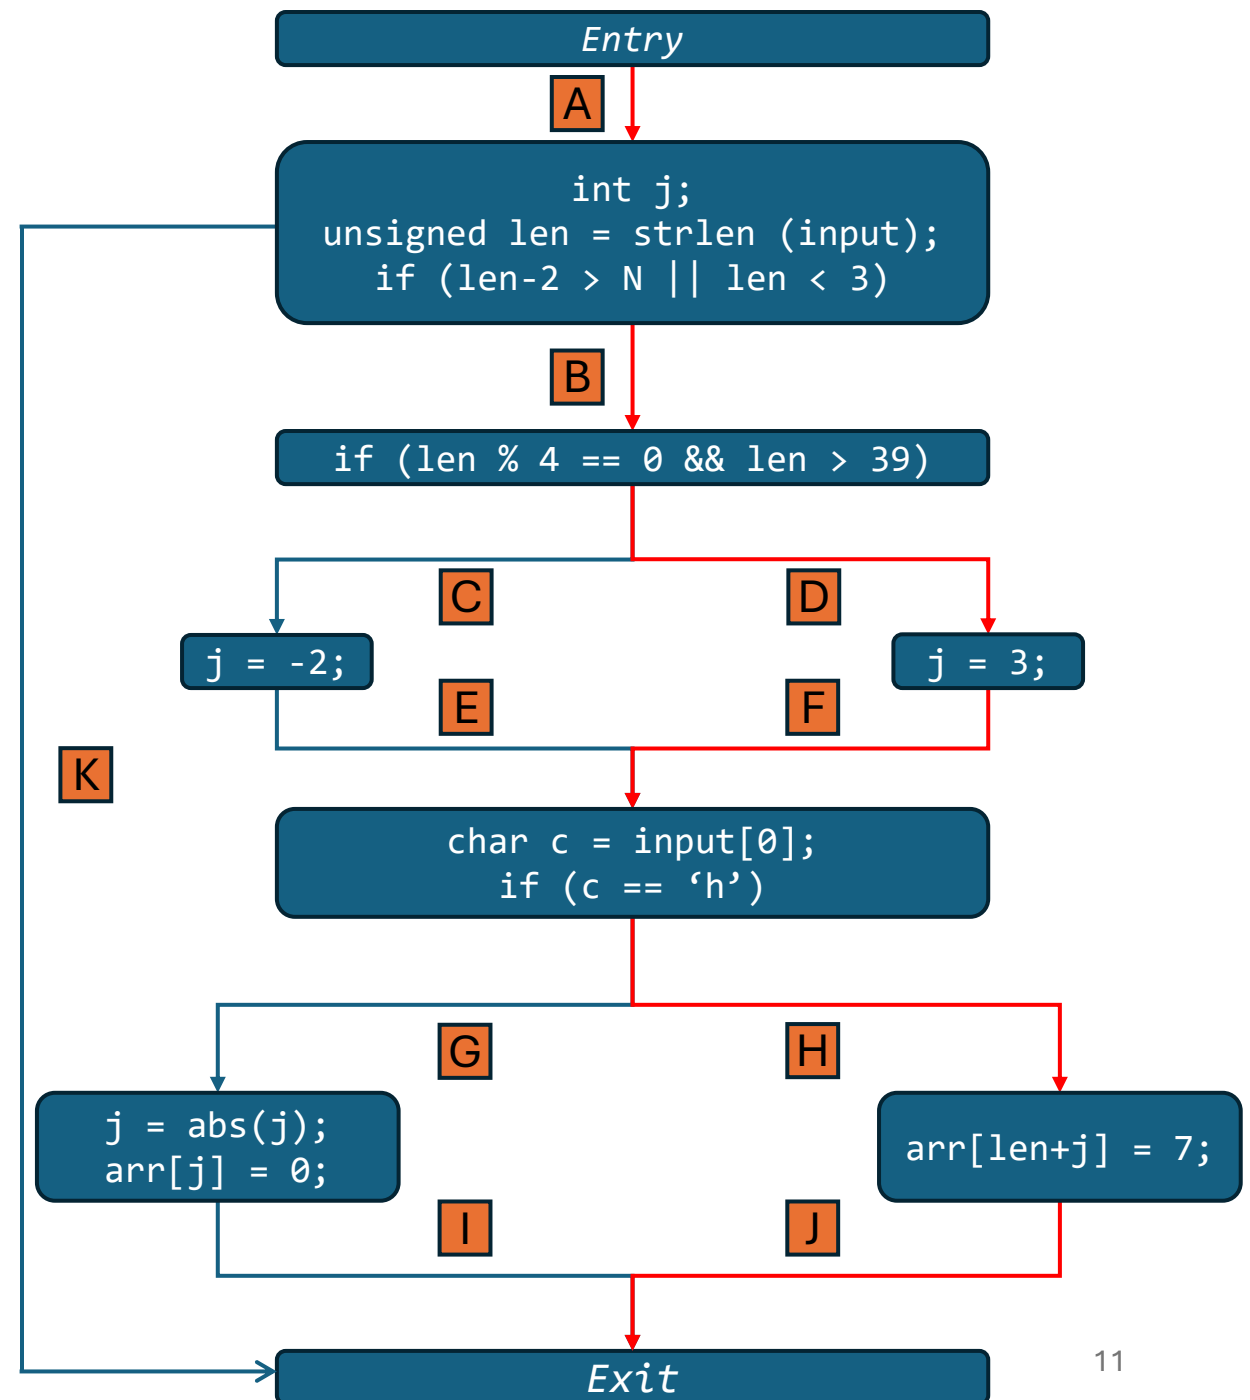 Entry
A
int j;
unsigned len = strlen (input);
if (len-2 > N || len < 3)
B
if (len % 4 == 0 && len > 39)
C
D
j = -2;
j = 3;
E
F
K
char c = input[0];
if (c == ‘h’)
G
H
j = abs(j);
arr[j] = 0;
arr[len+j] = 7;
I
J
Exit
11